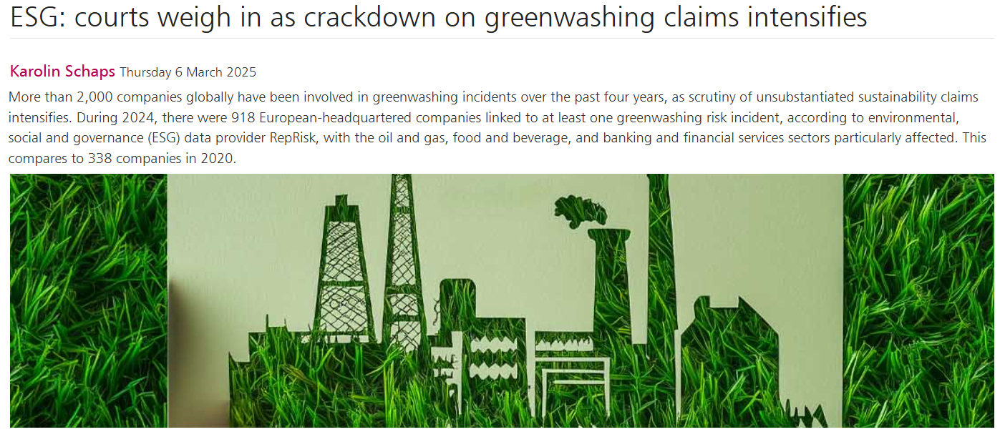 ESG: courts weigh in as crackdown on greenwashing claims intensifies
Karolin Schaps Thursday 6 March 2025
More than 2,000 companies globally have been involved in greenwashing incidents over the past four years, as scrutiny of unsubstantiated sustainability claims
intensifies. During 2024, there were 918 European-headquartered companies linked to at least one greenwashing risk incident, according to environmental,
social and governance (ESG) data provider RepRisk, with the oil and gas, food and beverage, and banking and financial services sectors particularly affected. This
compares to 338 companies in 2020.